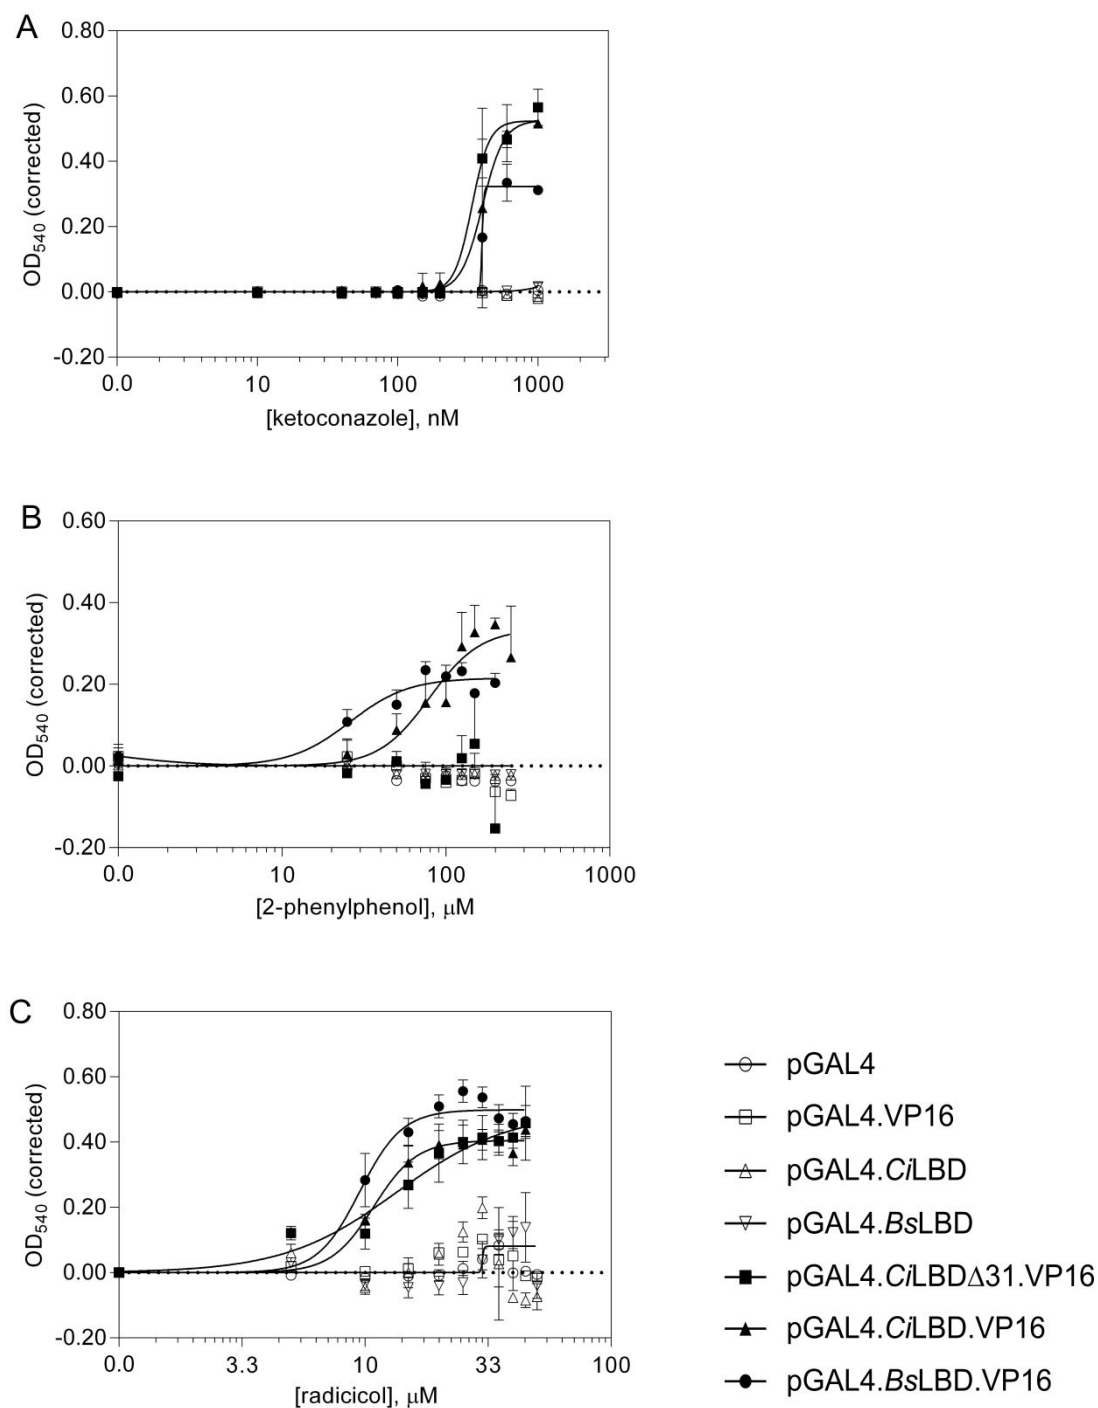 A
0.80
0.60
0.40
0.20
0.00
-0.20
OD540 (corrected)
0.0 10 100 1000
[ketoconazole], nM
B
0.60
0.40
0.20
0.00
-0.20
OD540 (corrected)
0.0 10 100 1000
[2-phenylphenol], μM
C
0.80
0.60
0.40
0.20
0.00
-0.20
OD540 (corrected)
0.0 3.3 10 33 100
[radicicol], μM
pGAL4
pGAL4.VP16
pGAL4.CiLBD
pGAL4.BsLBD
pGAL4.CiLBDΔ31.VP16
pGAL4.CiLBD.VP16
pGAL4.BsLBD.VP16